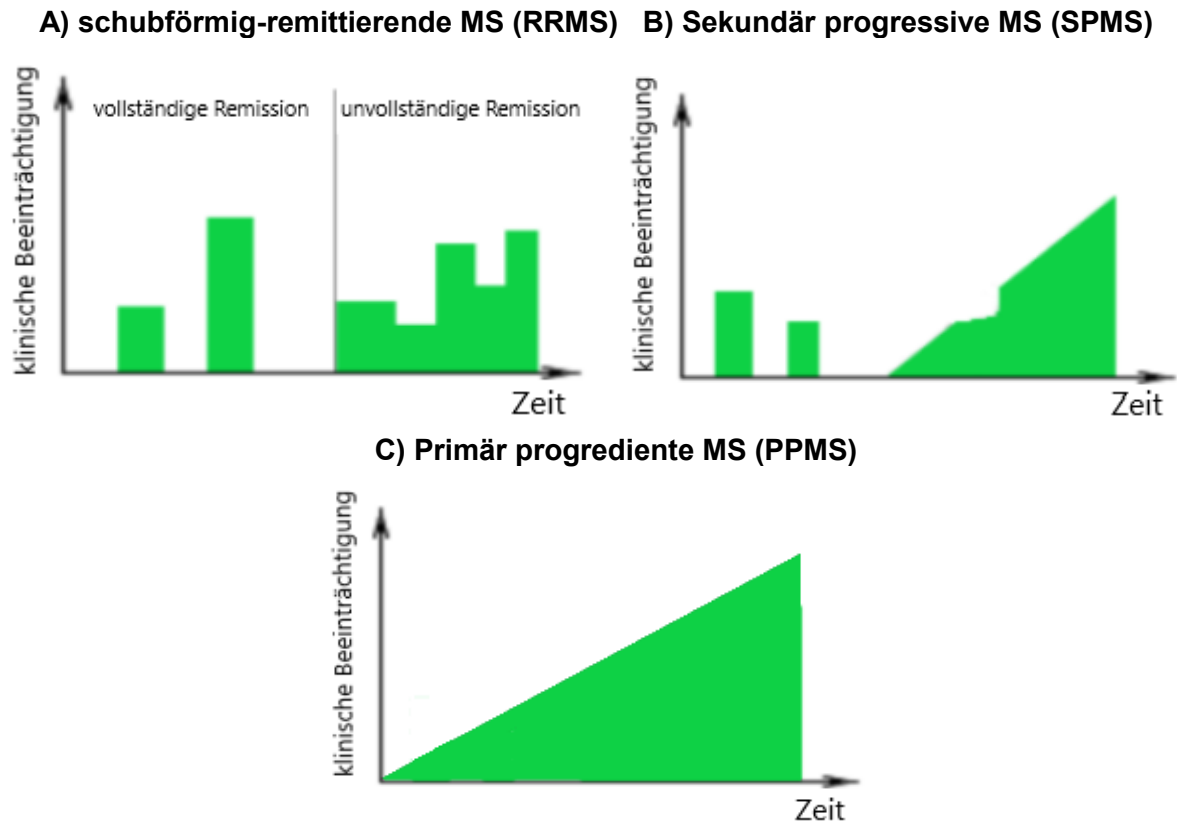 A) schubförmig-remittierende MS (RRMS)
klinische Beeinträchtigung
vollständige Remission
unvollständige Remission
Zeit
B) Sekundär progressive MS (SPMS)
klinische Beeinträchtigung
Zeit
C) Primär progrediente MS (PPMS)
klinische Beeinträchtigung
Zeit